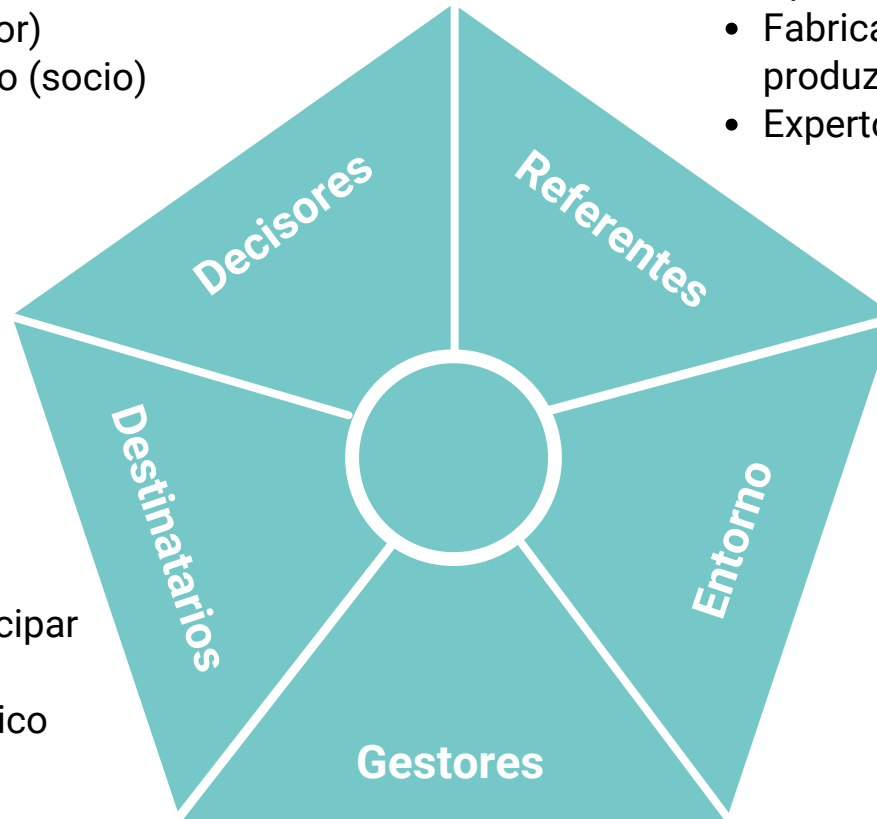 or)
o (socio)
Fabrica
produz
Experto
Decisores
Referentes
Destinatarios
Entorno
cipar
ico
Gestores